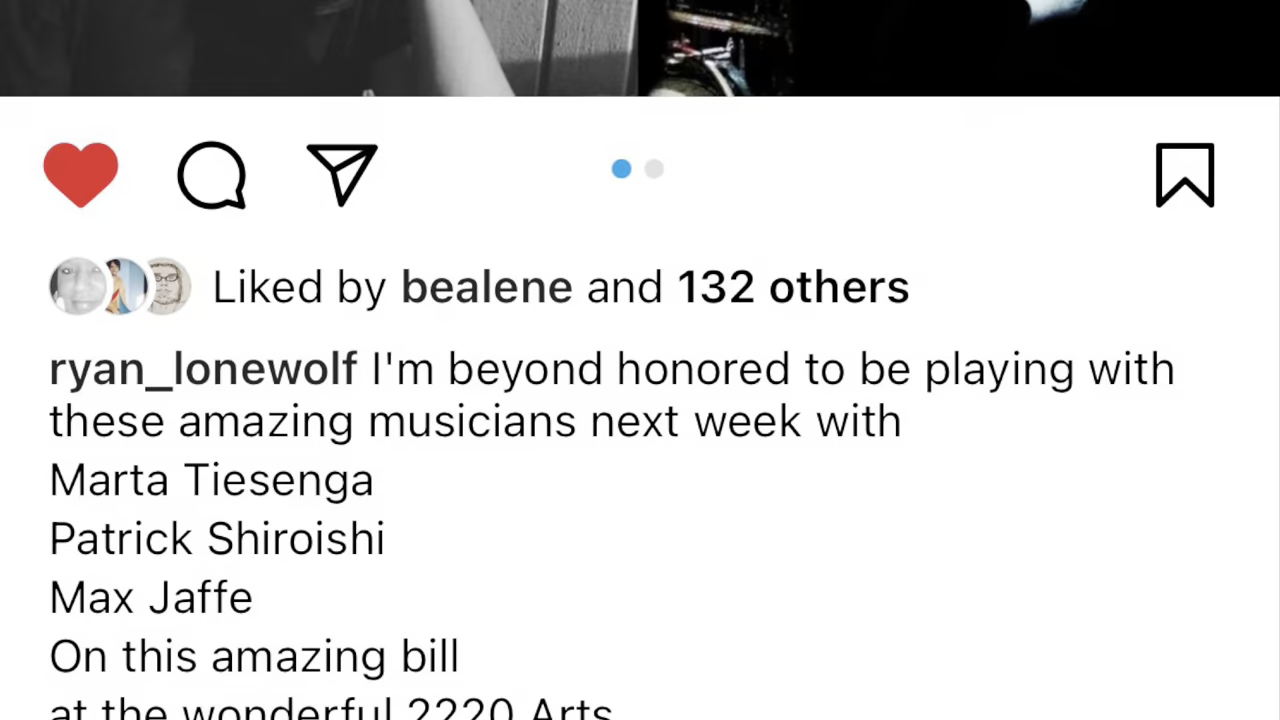 Liked by bealene and 132 others
ryan_lonewolf I'm beyond honored to be playing with
these amazing musicians next week with
Marta Tiesenga
Patrick Shiroishi
Max Jaffe
On this amazing bill
at the wonderful 2220 Arts